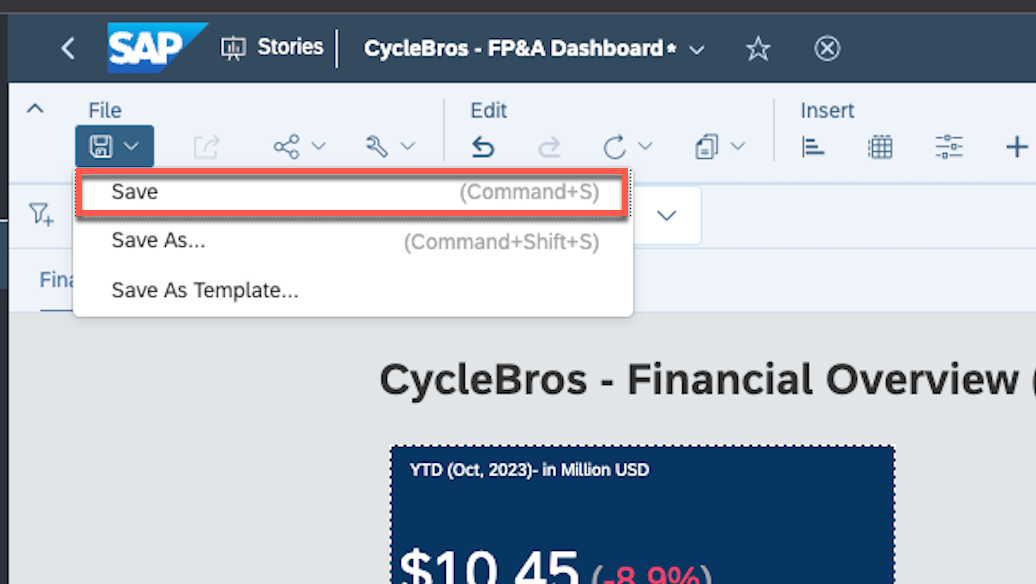 SAP Stories CycleBros - FP&A Dashboard*
File Edit Insert
Save (Command+S)
Save As... (Command+Shift+S)
Save As Template...
CycleBros - Financial Overview (
YTD (Oct, 2023)- in Million USD
$10.45 (-8.9%)